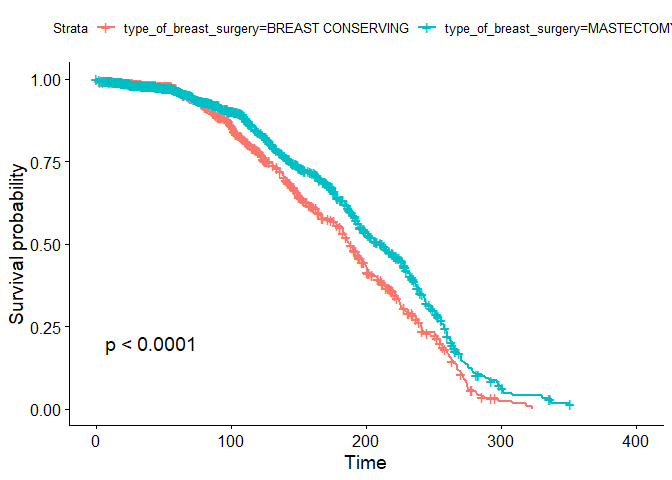 Strata type_of_breast_surgery=BREAST CONSERVING type_of_breast_surgery=MASTECTOMY
1.00
0.75
0.50
0.25
0.00
Survival probability
p < 0.0001
0 100 200 300 400
Time